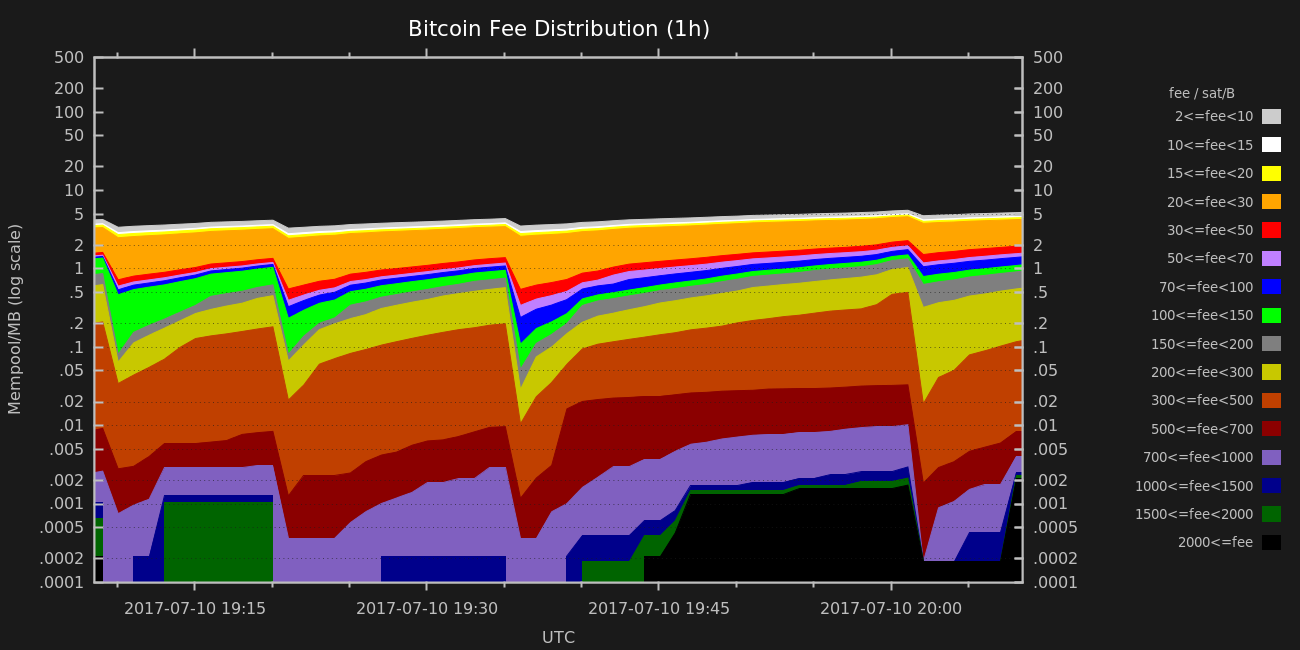 Bitcoin Fee Distribution (1h)
Mempool/MB (log scale)
500
200
100
50
20
10
5
2
1
.5
.2
.1
.05
.02
.01
.005
.002
.001
.0005
.0002
.0001
500
200
100
50
20
10
5
2
1
.5
.2
.1
.05
.02
.01
.005
.002
.001
.0005
.0002
.0001
2017-07-10 19:15
2017-07-10 19:30
2017-07-10 19:45
2017-07-10 20:00
UTC
fee / sat/B
2<=fee<10
10<=fee<15
15<=fee<20
20<=fee<30
30<=fee<50
50<=fee<70
70<=fee<100
100<=fee<150
150<=fee<200
200<=fee<300
300<=fee<500
500<=fee<700
700<=fee<1000
1000<=fee<1500
1500<=fee<2000
2000<=fee